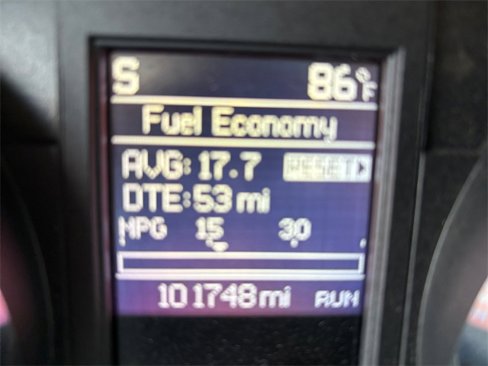 S 86°F
Fuel Economy
AVG: 17.7 RESET
DTE: 53 mi
MPG 15 30
101748 mi RUN